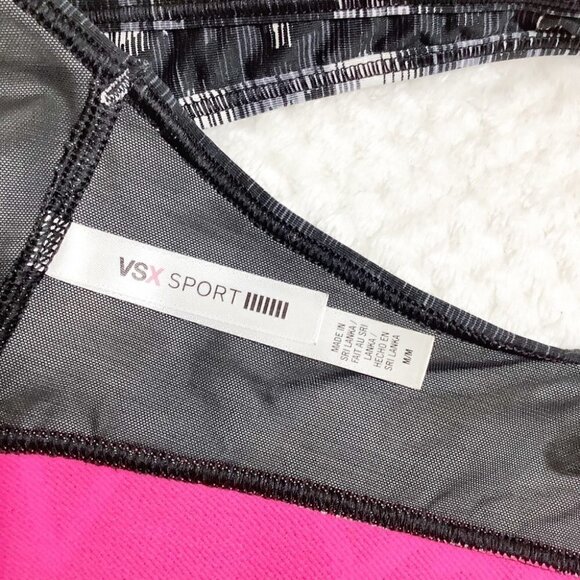 VSX SPORT
MADE IN
SRI LANKA /
FAIT AU SRI
LANKA /
HECHO EN
SRI LANKA
M/M